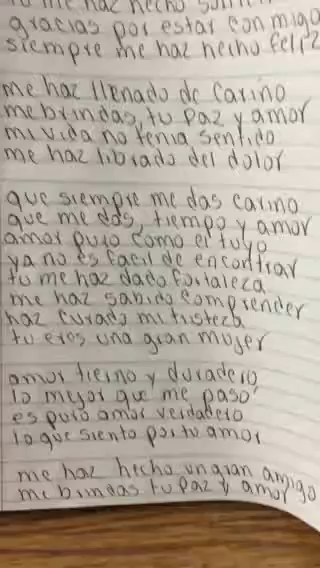 me haz hecho
gracias por estar conmigo
siempre me haz hecho feliz
me haz llenado de cariño
me brindas, tu paz y amor
mi vida no tenia sentido
me haz librado del dolor
que siempre me das cariño
que me das, tiempo y amor
amor puro como el tuyo
ya no es facil de encontrar
tu me haz dado fortaleza
me haz sabido comprender
haz curado mi tristeza
tu eres una gran mujer
amor tierno y duradero
lo mejor que me paso
es puro amor verdadero
lo que siento por tu amor
me haz hecho un gran amigo
me brindas tu paz y amor